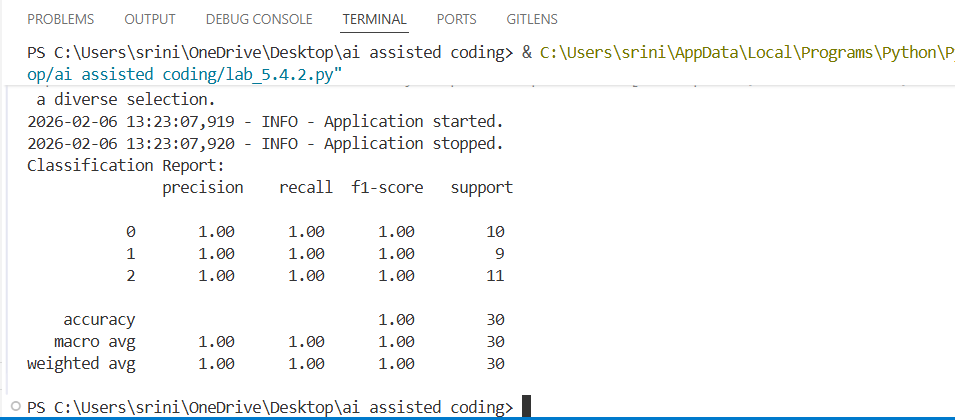 PROBLEMS OUTPUT DEBUG CONSOLE TERMINAL PORTS GITLENS
PS C:\Users\srini\OneDrive\Desktop\ai assisted coding> & C:\Users\srini\AppData\Local\Programs\Python\P
op/ai assisted coding/lab_5.4.2.py"
a diverse selection.
2026-02-06 13:23:07,919 - INFO - Application started.
2026-02-06 13:23:07,920 - INFO - Application stopped.
Classification Report:
precision recall f1-score support
0 1.00 1.00 1.00 10
1 1.00 1.00 1.00 9
2 1.00 1.00 1.00 11
accuracy 1.00 30
macro avg 1.00 1.00 1.00 30
weighted avg 1.00 1.00 1.00 30
PS C:\Users\srini\OneDrive\Desktop\ai assisted coding>